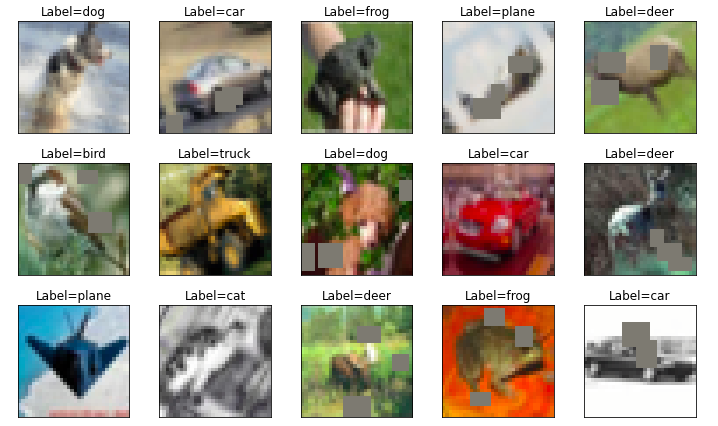 Label=dog
Label=car
Label=frog
Label=plane
Label=deer
Label=bird
Label=truck
Label=dog
Label=car
Label=deer
Label=plane
Label=cat
Label=deer
Label=frog
Label=car